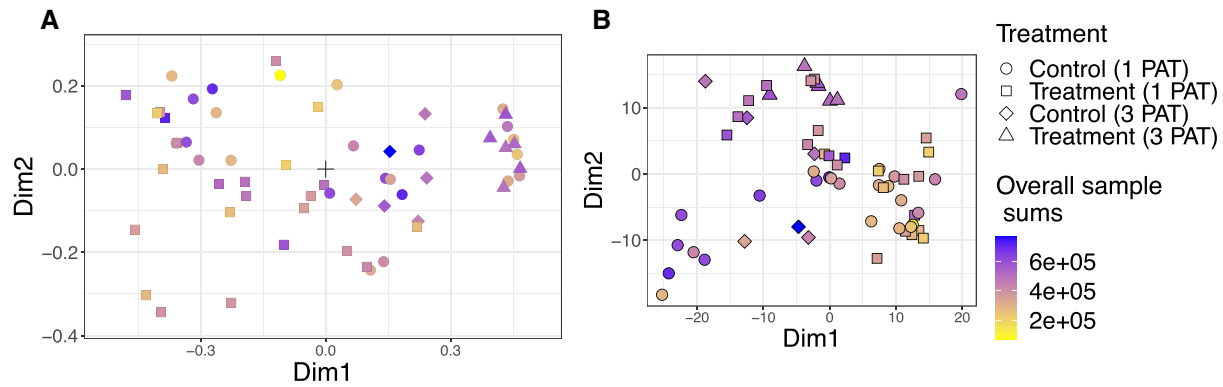 A
0.2
0.0
−0.2
−0.4
Dim2
−0.3
0.0
0.3
Dim1
B
10
0
−10
Dim2
−20
−10
0
10
20
Dim1
Treatment
Control (1 PAT)
Treatment (1 PAT)
Control (3 PAT)
Treatment (3 PAT)
Overall sample
sums
6e+05
4e+05
2e+05